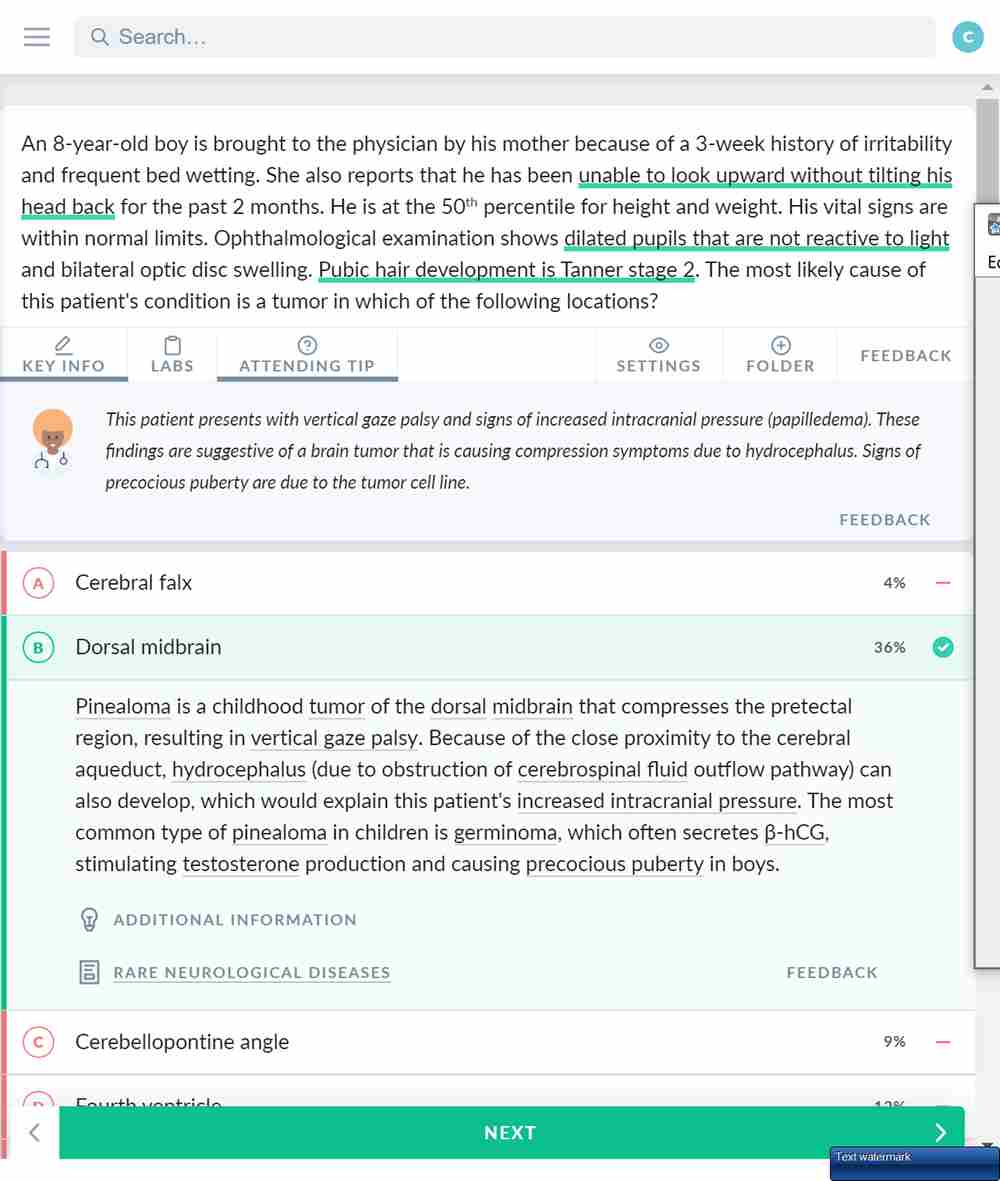 Search...
C
An 8-year-old boy is brought to the physician by his mother because of a 3-week history of irritability
and frequent bed wetting. She also reports that he has been unable to look upward without tilting his
head back for the past 2 months. He is at the 50th percentile for height and weight. His vital signs are
within normal limits. Ophthalmological examination shows dilated pupils that are not reactive to light
and bilateral optic disc swelling. Pubic hair development is Tanner stage 2. The most likely cause of
this patient's condition is a tumor in which of the following locations?
KEY INFO LABS ATTENDING TIP SETTINGS FOLDER FEEDBACK
This patient presents with vertical gaze palsy and signs of increased intracranial pressure (papilledema). These
findings are suggestive of a brain tumor that is causing compression symptoms due to hydrocephalus. Signs of
precocious puberty are due to the tumor cell line.
FEEDBACK
A Cerebral falx 4%
B Dorsal midbrain 36%
Pinealoma is a childhood tumor of the dorsal midbrain that compresses the pretectal
region, resulting in vertical gaze palsy. Because of the close proximity to the cerebral
aqueduct, hydrocephalus (due to obstruction of cerebrospinal fluid outflow pathway) can
also develop, which would explain this patient's increased intracranial pressure. The most
common type of pinealoma in children is germinoma, which often secretes β-hCG,
stimulating testosterone production and causing precocious puberty in boys.
ADDITIONAL INFORMATION
RARE NEUROLOGICAL DISEASES FEEDBACK
C Cerebellopontine angle 9%
D Fourth ventricle
NEXT
Text watermark